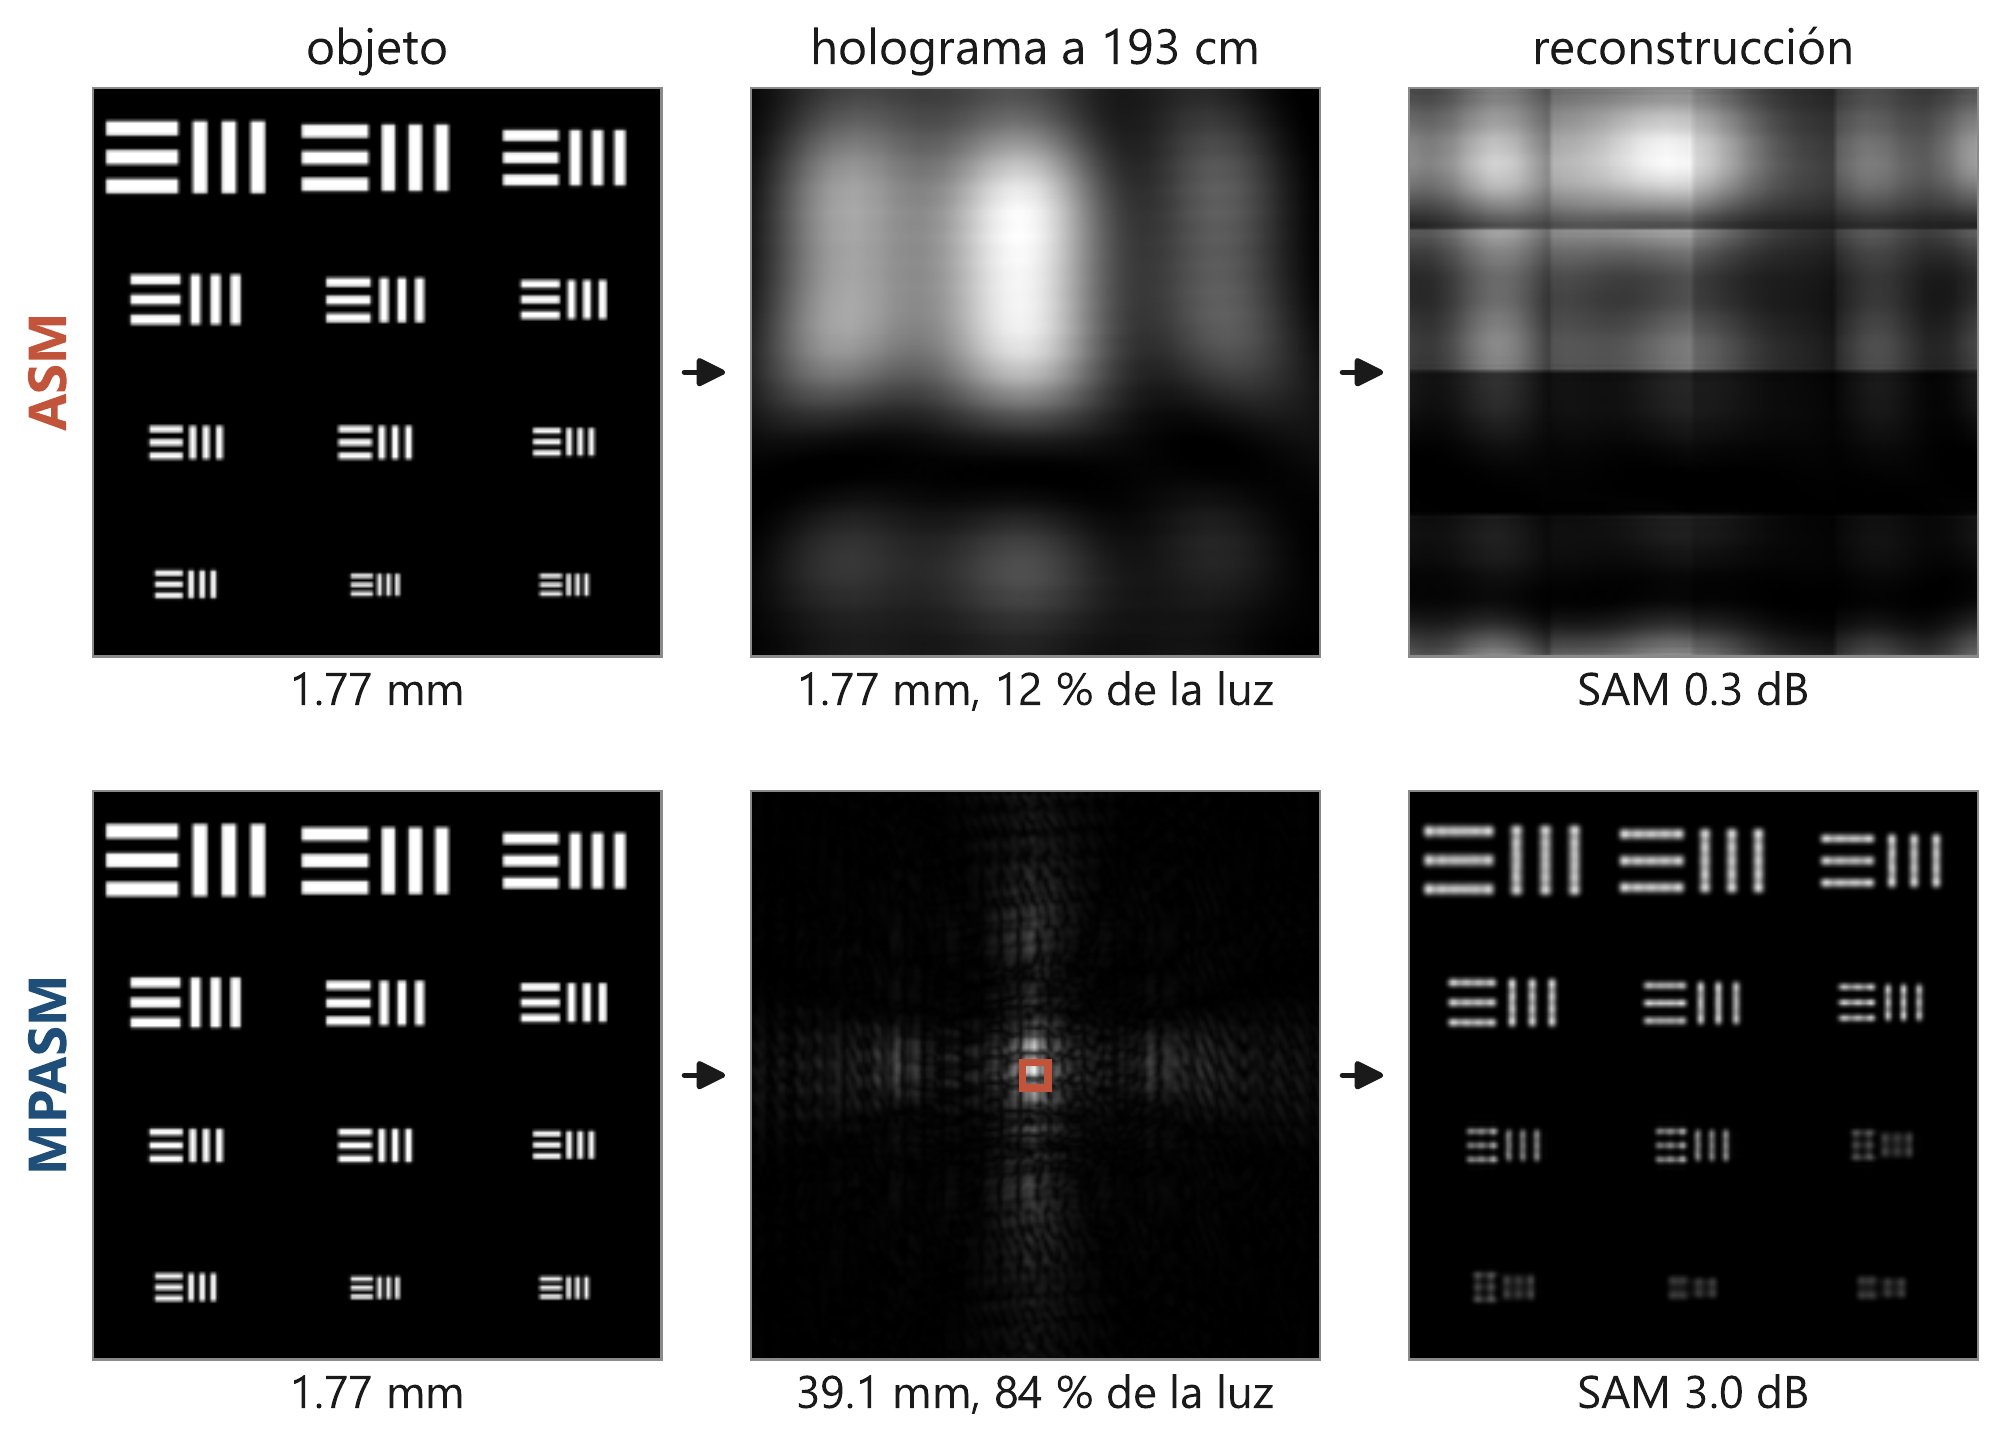 objeto
holograma a 193 cm
reconstrucción
ASM
1.77 mm
1.77 mm, 12 % de la luz
SAM 0.3 dB
MPASM
1.77 mm
39.1 mm, 84 % de la luz
SAM 3.0 dB